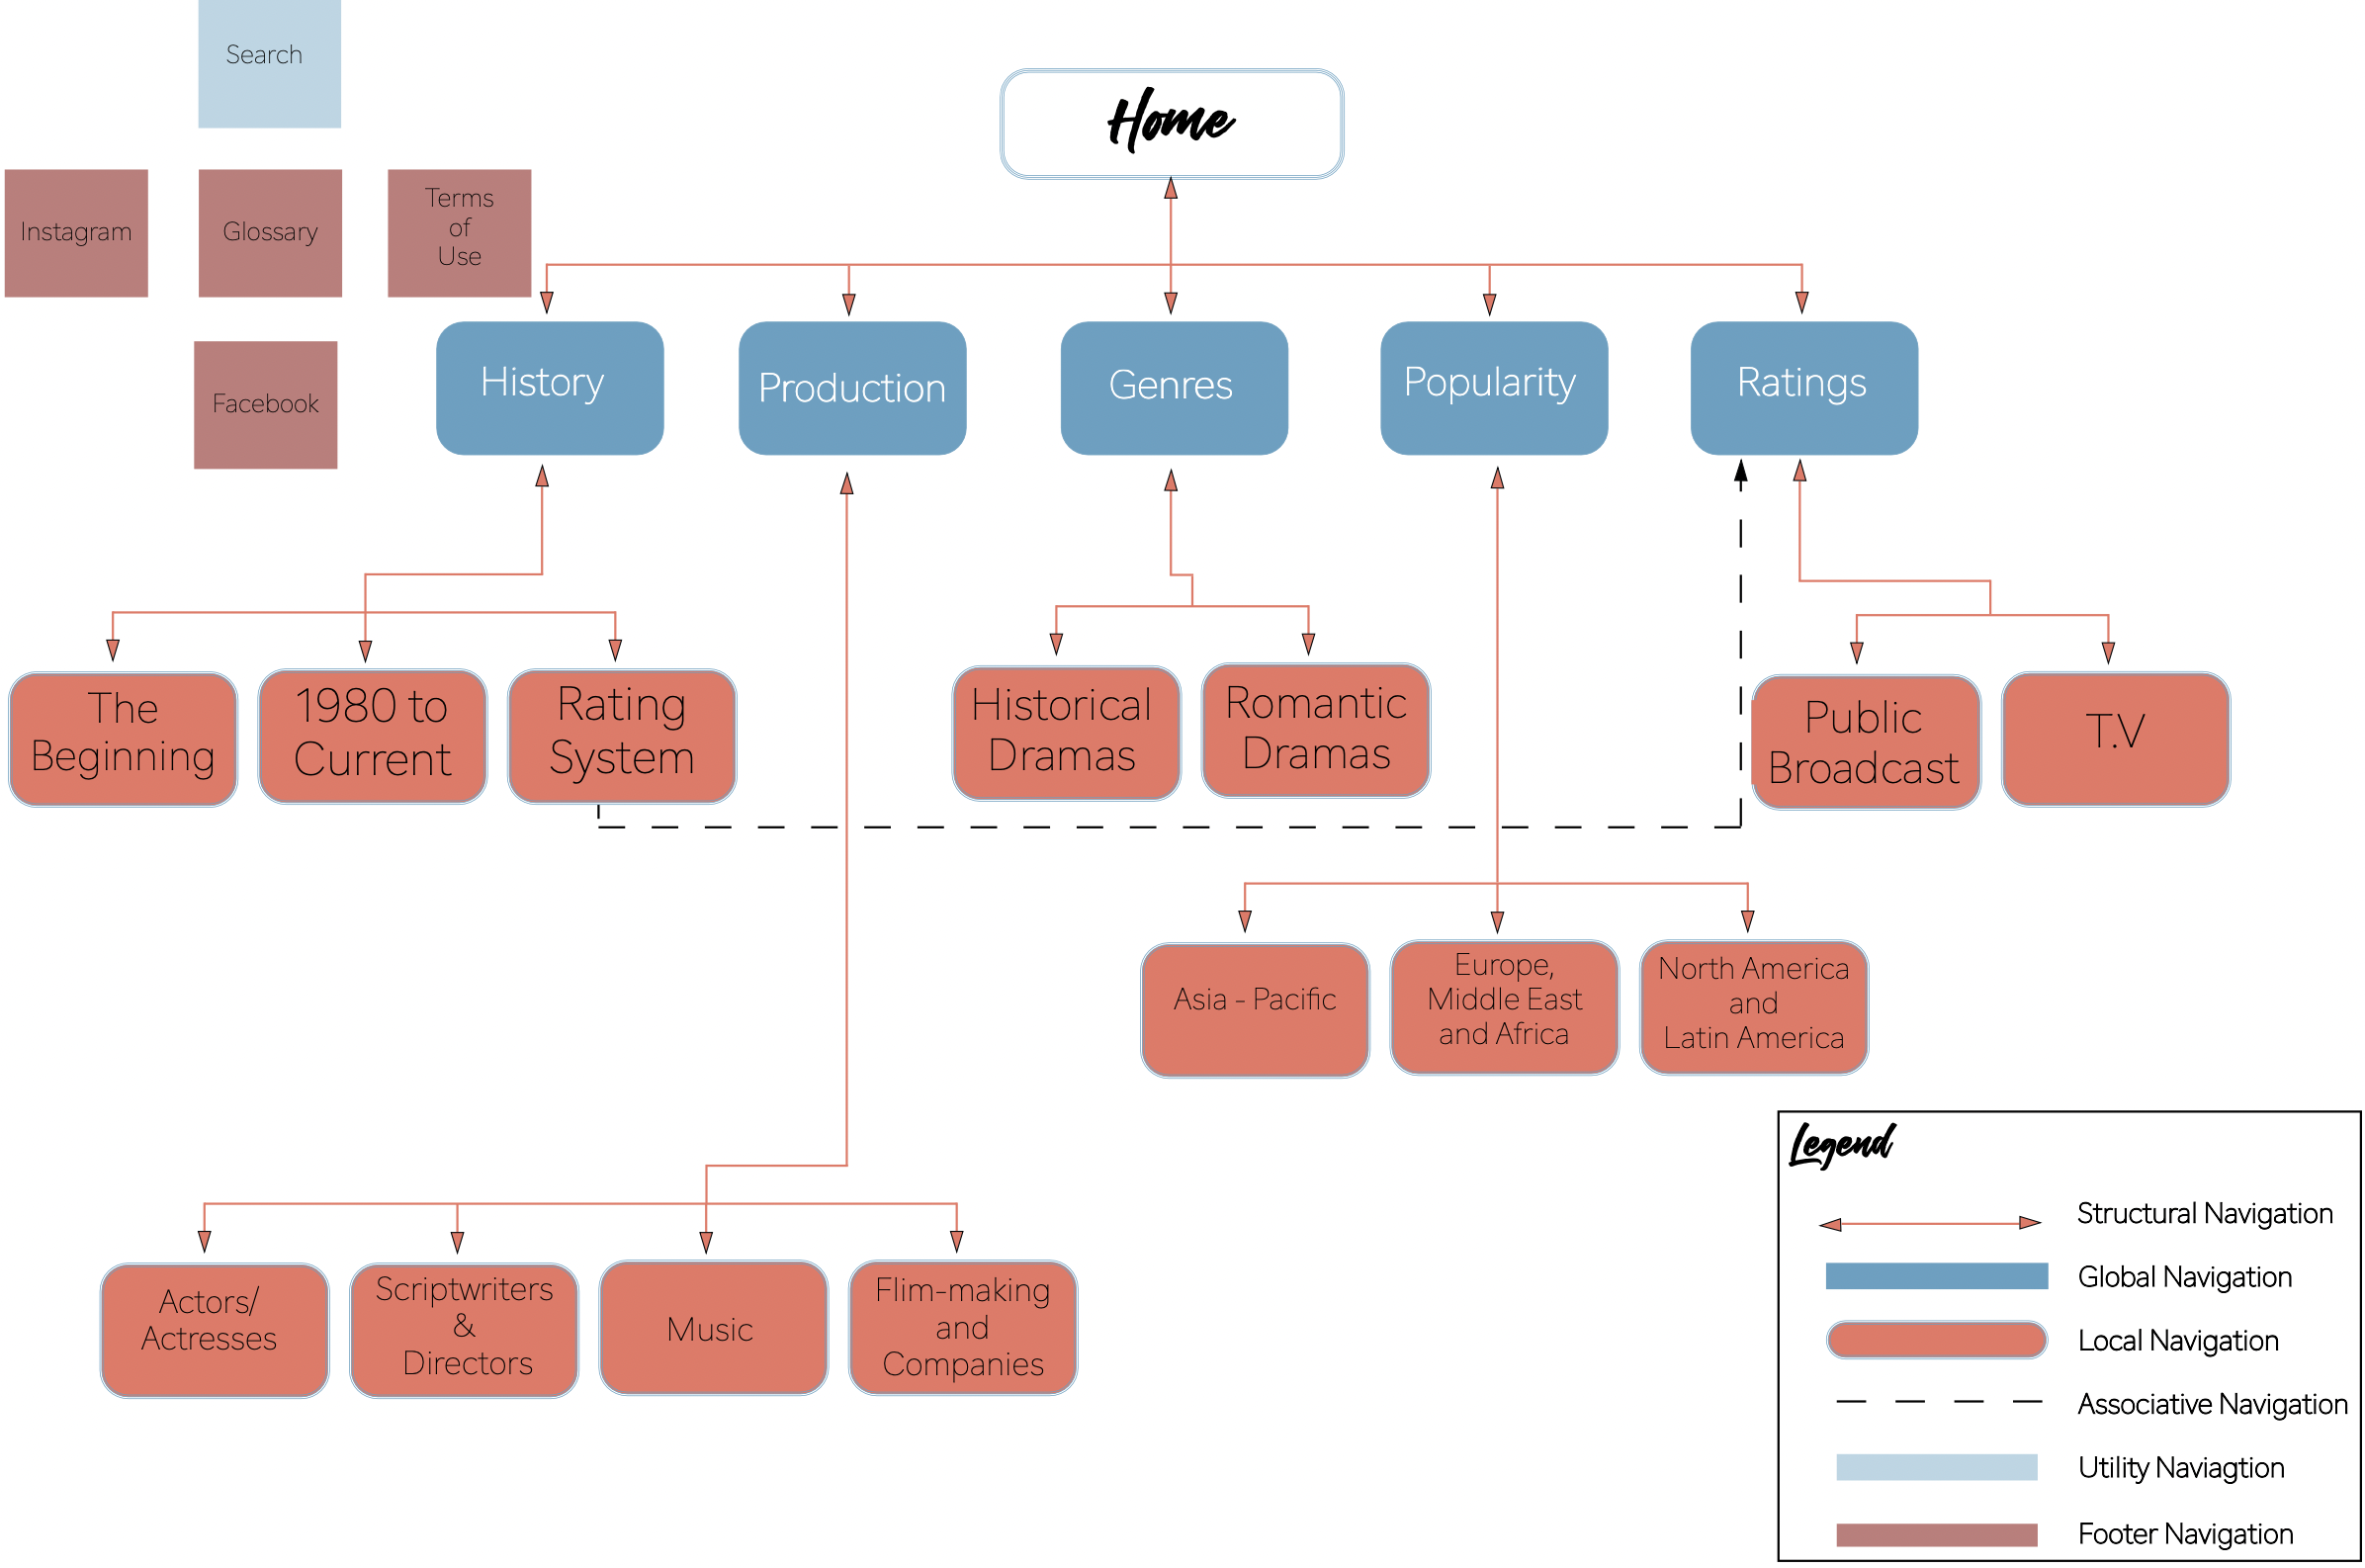 Search
Home
Instagram
Glossary
Terms
of
Use
Facebook
History
Production
Genres
Popularity
Ratings
The
Beginning
1980 to
Current
Rating
System
Historical
Dramas
Romantic
Dramas
Public
Broadcast
T.V
Asia - Pacific
Europe,
Middle East
and Africa
North America
and
Latin America
Actors/
Actresses
Scriptwriters
&
Directors
Music
Flim-making
and
Companies
Legend
Structural Navigation
Global Navigation
Local Navigation
Associative Navigation
Utility Naviagtion
Footer Navigation